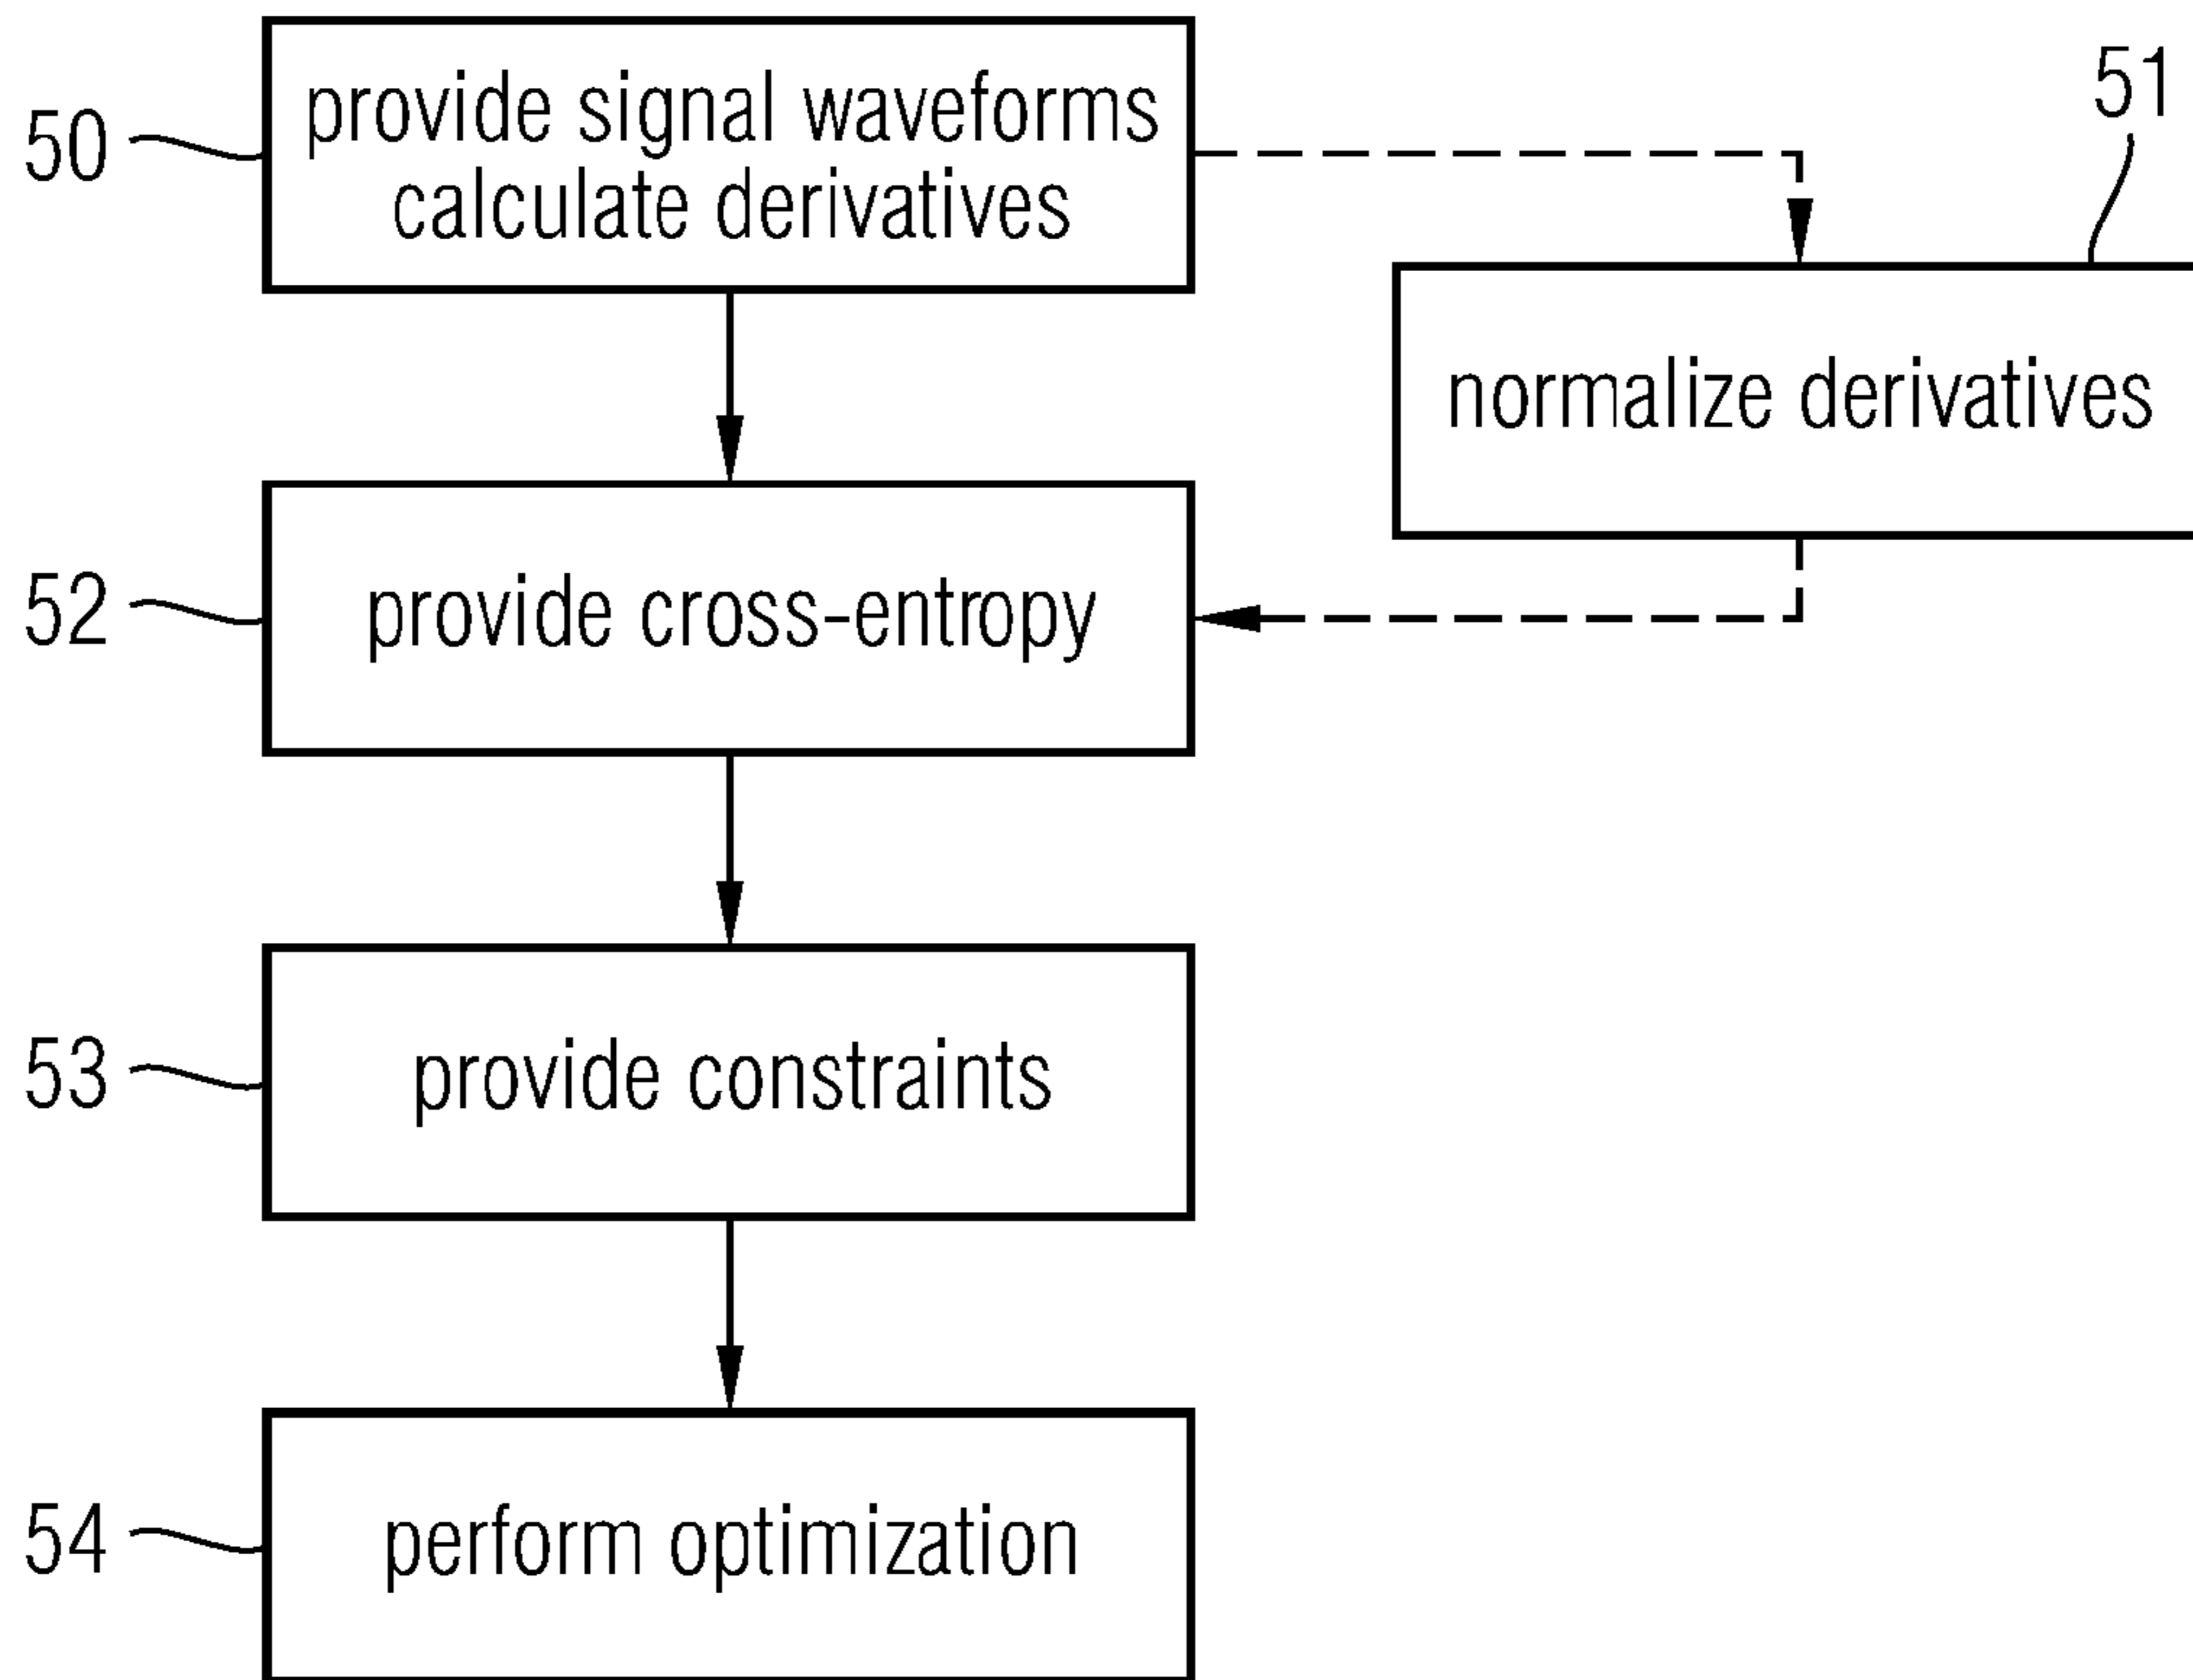 50
provide signal waveforms
calculate derivatives
51
normalize derivatives
52
provide cross-entropy
53
provide constraints
54
perform optimization